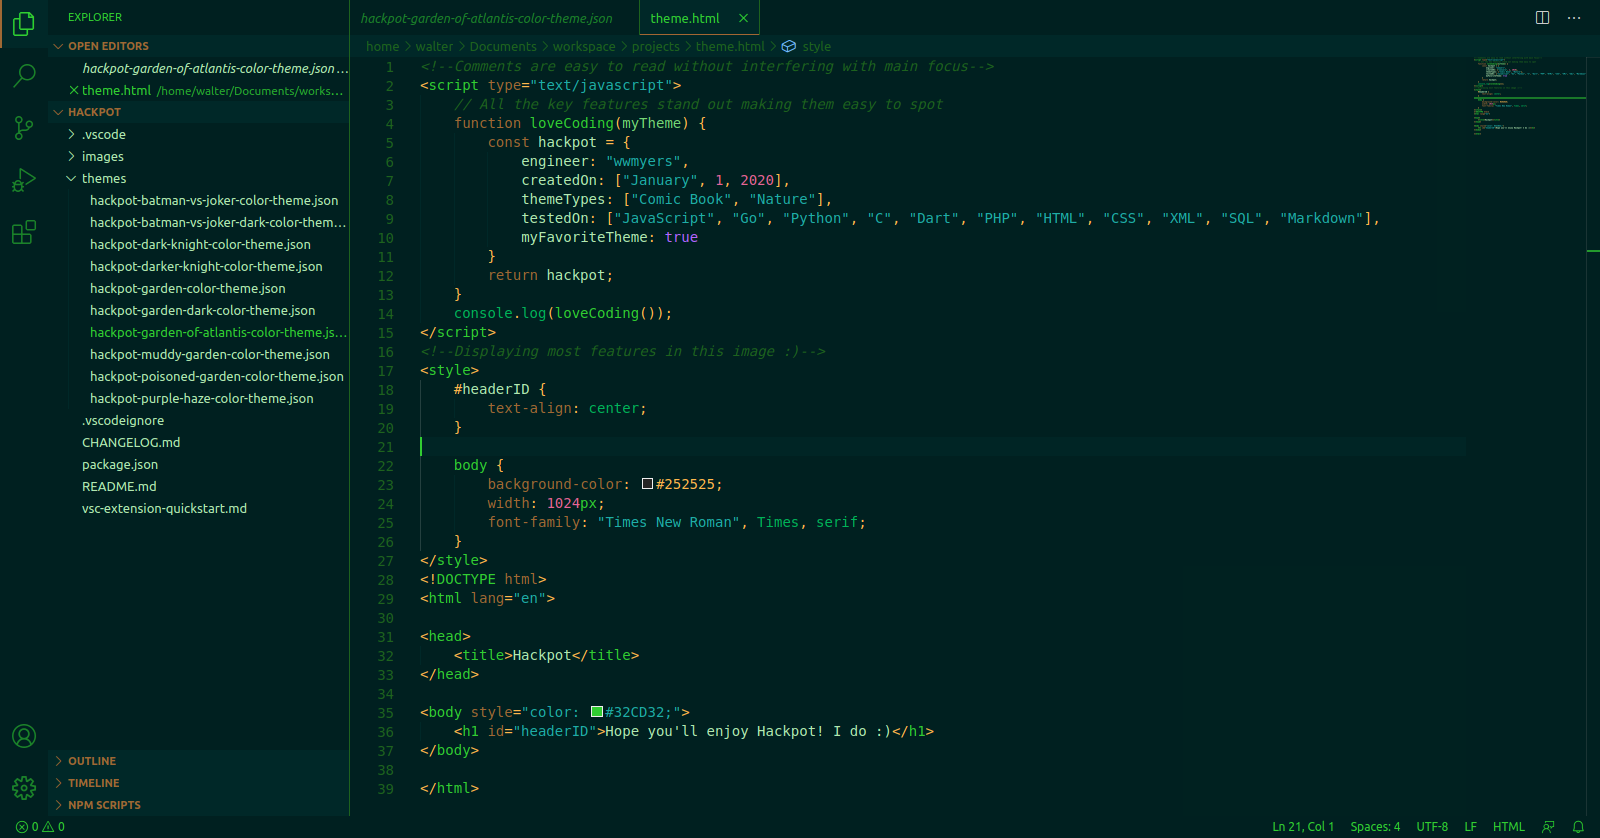 EXPLORER
OPEN EDITORS
hackpot-garden-of-atlantis-color-theme.json ...
theme.html /home/walter/Documents/works...
HACKPOT
.vscode
images
themes
hackpot-batman-vs-joker-color-theme.json
hackpot-batman-vs-joker-dark-color-them...
hackpot-dark-knight-color-theme.json
hackpot-darker-knight-color-theme.json
hackpot-garden-color-theme.json
hackpot-garden-dark-color-theme.json
hackpot-garden-of-atlantis-color-theme.js...
hackpot-muddy-garden-color-theme.json
hackpot-poisoned-garden-color-theme.json
hackpot-purple-haze-color-theme.json
.vscodeignore
CHANGELOG.md
package.json
README.md
vsc-extension-quickstart.md
OUTLINE
TIMELINE
NPM SCRIPTS
hackpot-garden-of-atlantis-color-theme.json theme.html
home > walter > Documents > workspace > projects > theme.html > style
1 <!--Comments are easy to read without interfering with main focus-->
2 <script type="text/javascript">
3 // All the key features stand out making them easy to spot
4 function loveCoding(myTheme) {
5 const hackpot = {
6 engineer: "wwmyers",
7 createdOn: ["January", 1, 2020],
8 themeTypes: ["Comic Book", "Nature"],
9 testedOn: ["JavaScript", "Go", "Python", "C", "Dart", "PHP", "HTML", "CSS", "XML", "SQL", "Markdown"],
10 myFavoriteTheme: true
11 }
12 return hackpot;
13 }
14 console.log(loveCoding());
15 </script>
16 <!--Displaying most features in this image :)-->
17 <style>
18 #headerID {
19 text-align: center;
20 }
21
22 body {
23 background-color: #252525;
24 width: 1024px;
25 font-family: "Times New Roman", Times, serif;
26 }
27 </style>
28 <!DOCTYPE html>
29 <html lang="en">
30
31 <head>
32 <title>Hackpot</title>
33 </head>
34
35 <body style="color: #32CD32;">
36 <h1 id="headerID">Hope you'll enjoy Hackpot! I do :)</h1>
37 </body>
38
39 </html>
0 0 Ln 21, Col 1 Spaces: 4 UTF-8 LF HTML